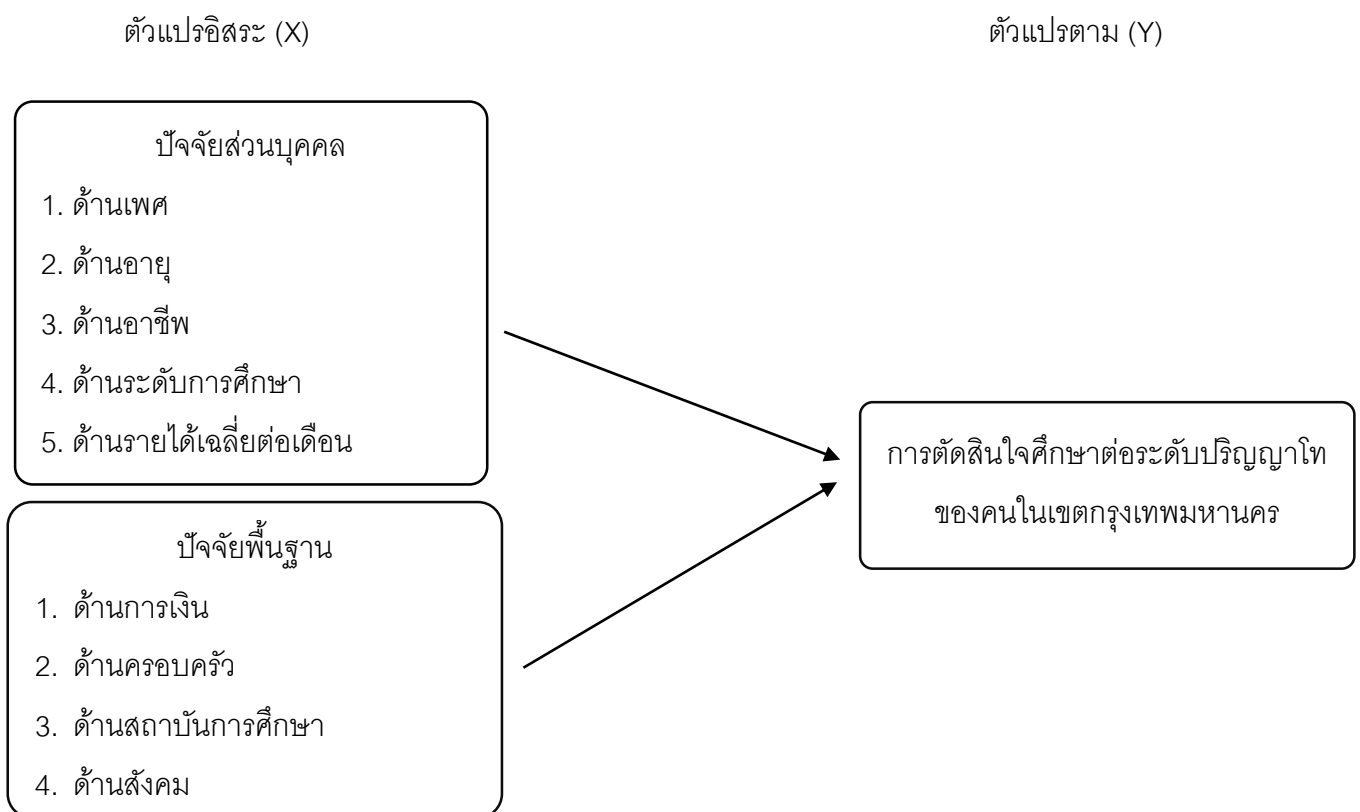 ตัวแปรอิสระ (X)
ตัวแปรตาม (Y)
ปัจจัยส่วนบุคคล
1. ด้านเพศ
2. ด้านอายุ
3. ด้านอาชีพ
4. ด้านระดับการศึกษา
5. ด้านรายได้เฉลี่ยต่อเดือน
ปัจจัยพื้นฐาน
1. ด้านการเงิน
2. ด้านครอบครัว
3. ด้านสถาบันการศึกษา
4. ด้านสังคม
การตัดสินใจศึกษาต่อระดับปริญญาโท
ของคนในเขตกรุงเทพมหานคร